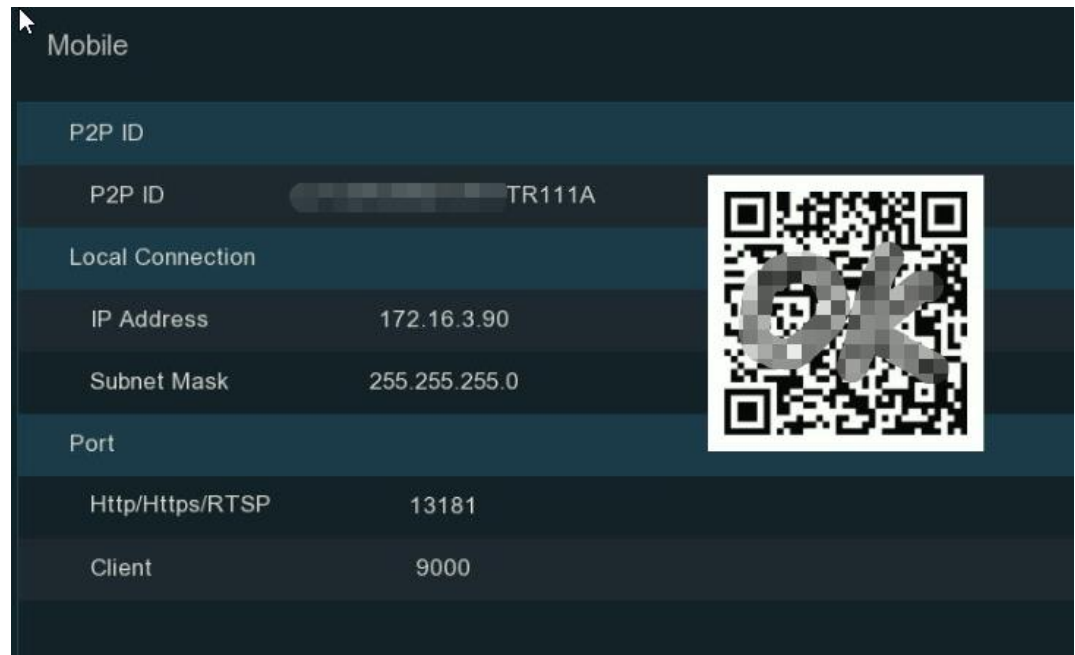 Mobile
P2P ID
P2P ID TR111A
Local Connection
IP Address 172.16.3.90
Subnet Mask 255.255.255.0
Port
Http/Https/RTSP 13181
Client 9000
OK